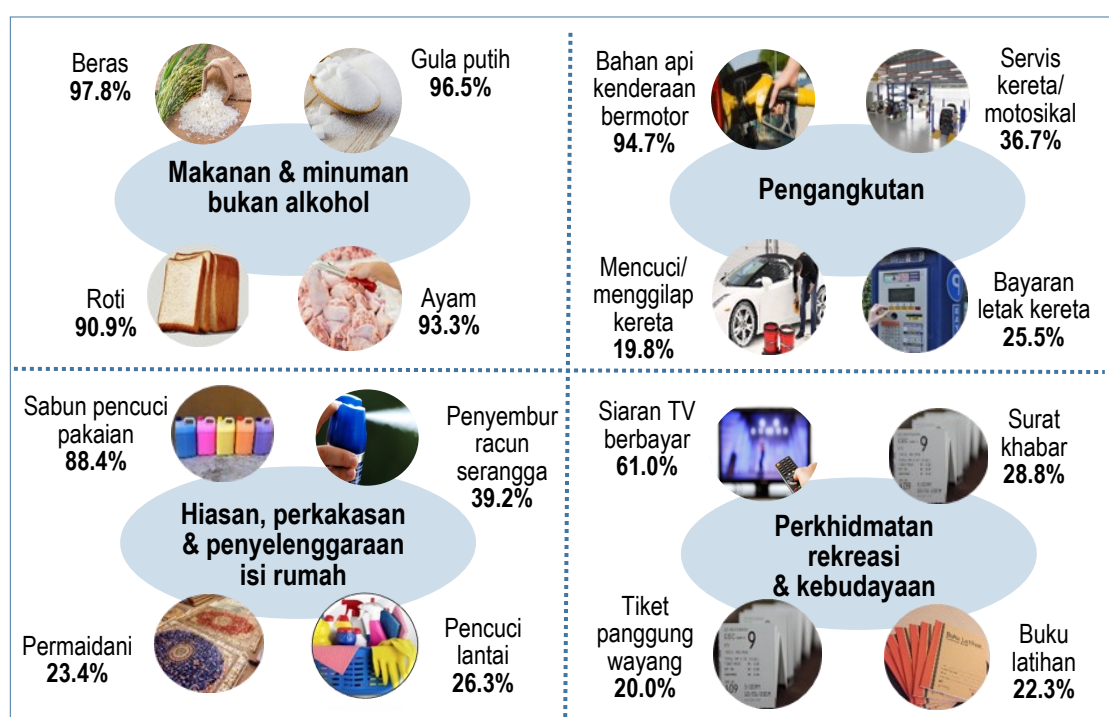 Beras
97.8%
Gula putih
96.5%
Makanan & minuman
bukan alkohol
Roti
90.9%
Ayam
93.3%
Bahan api
kenderaan
bermotor
94.7%
Servis
kereta/
motosikal
36.7%
Pengangkutan
Mencuci/
menggilap
kereta
19.8%
Bayaran
letak kereta
25.5%
Sabun pencuci
pakaian
88.4%
Penyembur
racun
serangga
39.2%
Hiasan, perkakasan
& penyelenggaraan
isi rumah
Permaidani
23.4%
Pencuci
lantai
26.3%
Siaran TV
berbayar
61.0%
Surat
khabar
28.8%
9
Perkhidmatan
rekreasi
& kebudayaan
Tiket
panggung
wayang
20.0%
9
Buku
latihan
22.3%
Buku Latihan